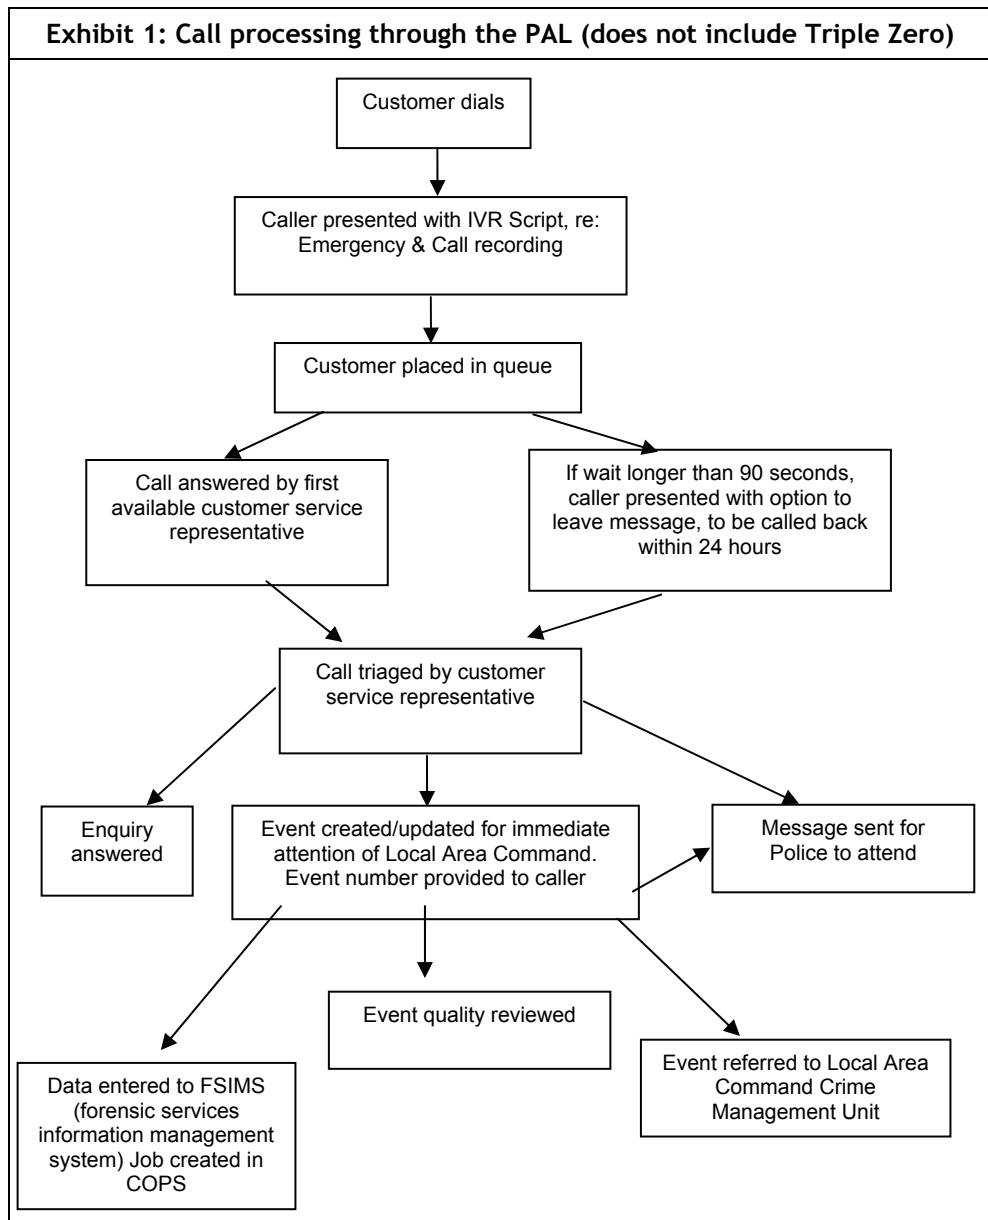 Exhibit 1: Call processing through the PAL (does not include Triple Zero)
Customer dials
Caller presented with IVR Script, re:
Emergency & Call recording
Customer placed in queue
Call answered by first
available customer service
representative
If wait longer than 90 seconds,
caller presented with option to
leave message, to be called back
within 24 hours
Call triaged by customer
service representative
Enquiry
answered
Event created/updated for immediate
attention of Local Area Command.
Event number provided to caller
Message sent for
Police to attend
Event quality reviewed
Data entered to FSIMS
(forensic services
information management
system) Job created in
COPS
Event referred to Local Area
Command Crime
Management Unit